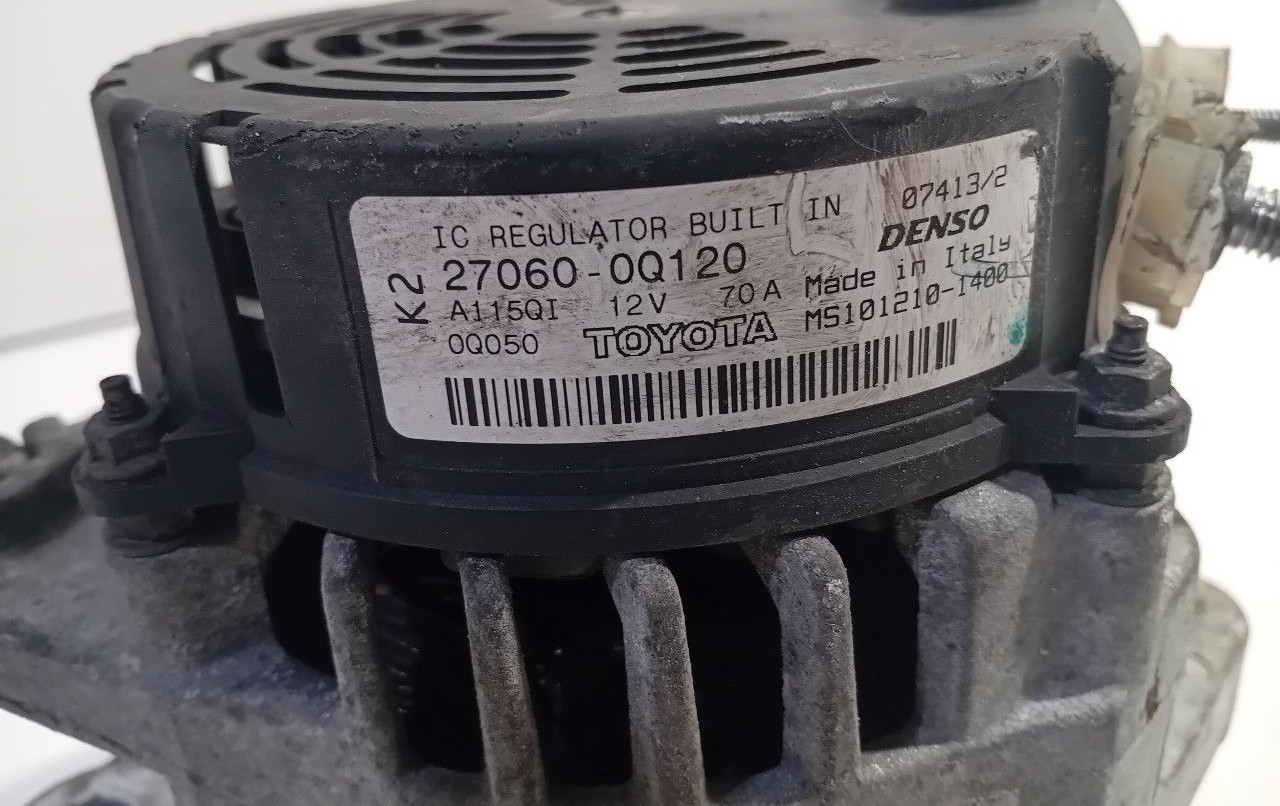 IC REGULATOR BUILT IN 07413/2
K2 27060-0Q120 DENSO
A115QI 12V 70A Made in Italy
0Q050 TOYOTA MS101210-1400